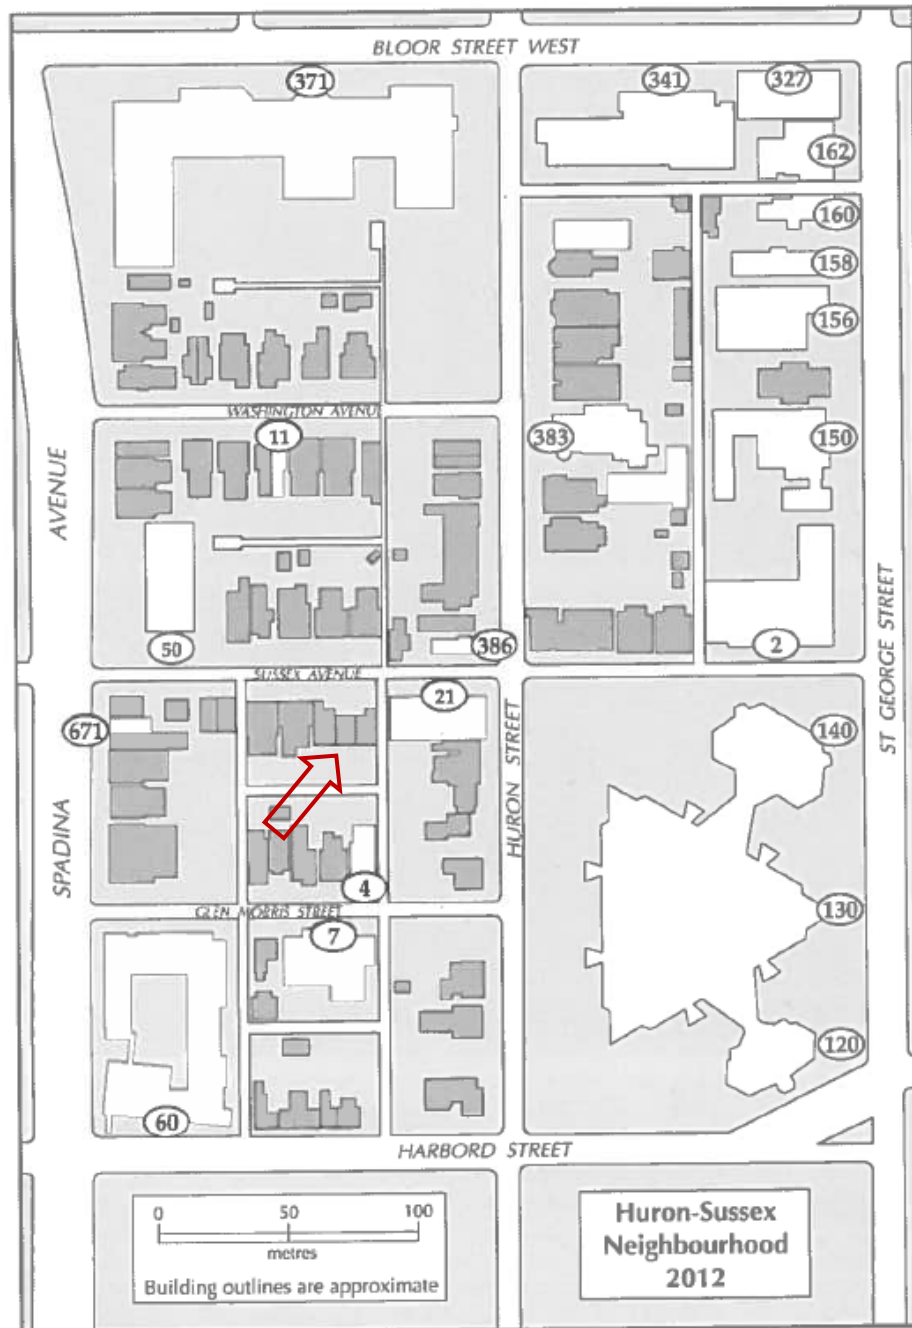 BLOOR STREET WEST
371
341
327
162
160
158
156
WASHINGTON AVENUE
11
383
150
AVENUE
50
386
2
SUSSEX AVENUE
ST GEORGE STREET
21
671
140
HURON STREET
SPADINA
4
130
GLEN MORRIS STREET
7
120
60
HARBORD STREET
0 50 100
metres
Building outlines are approximate
Huron-Sussex
Neighbourhood
2012